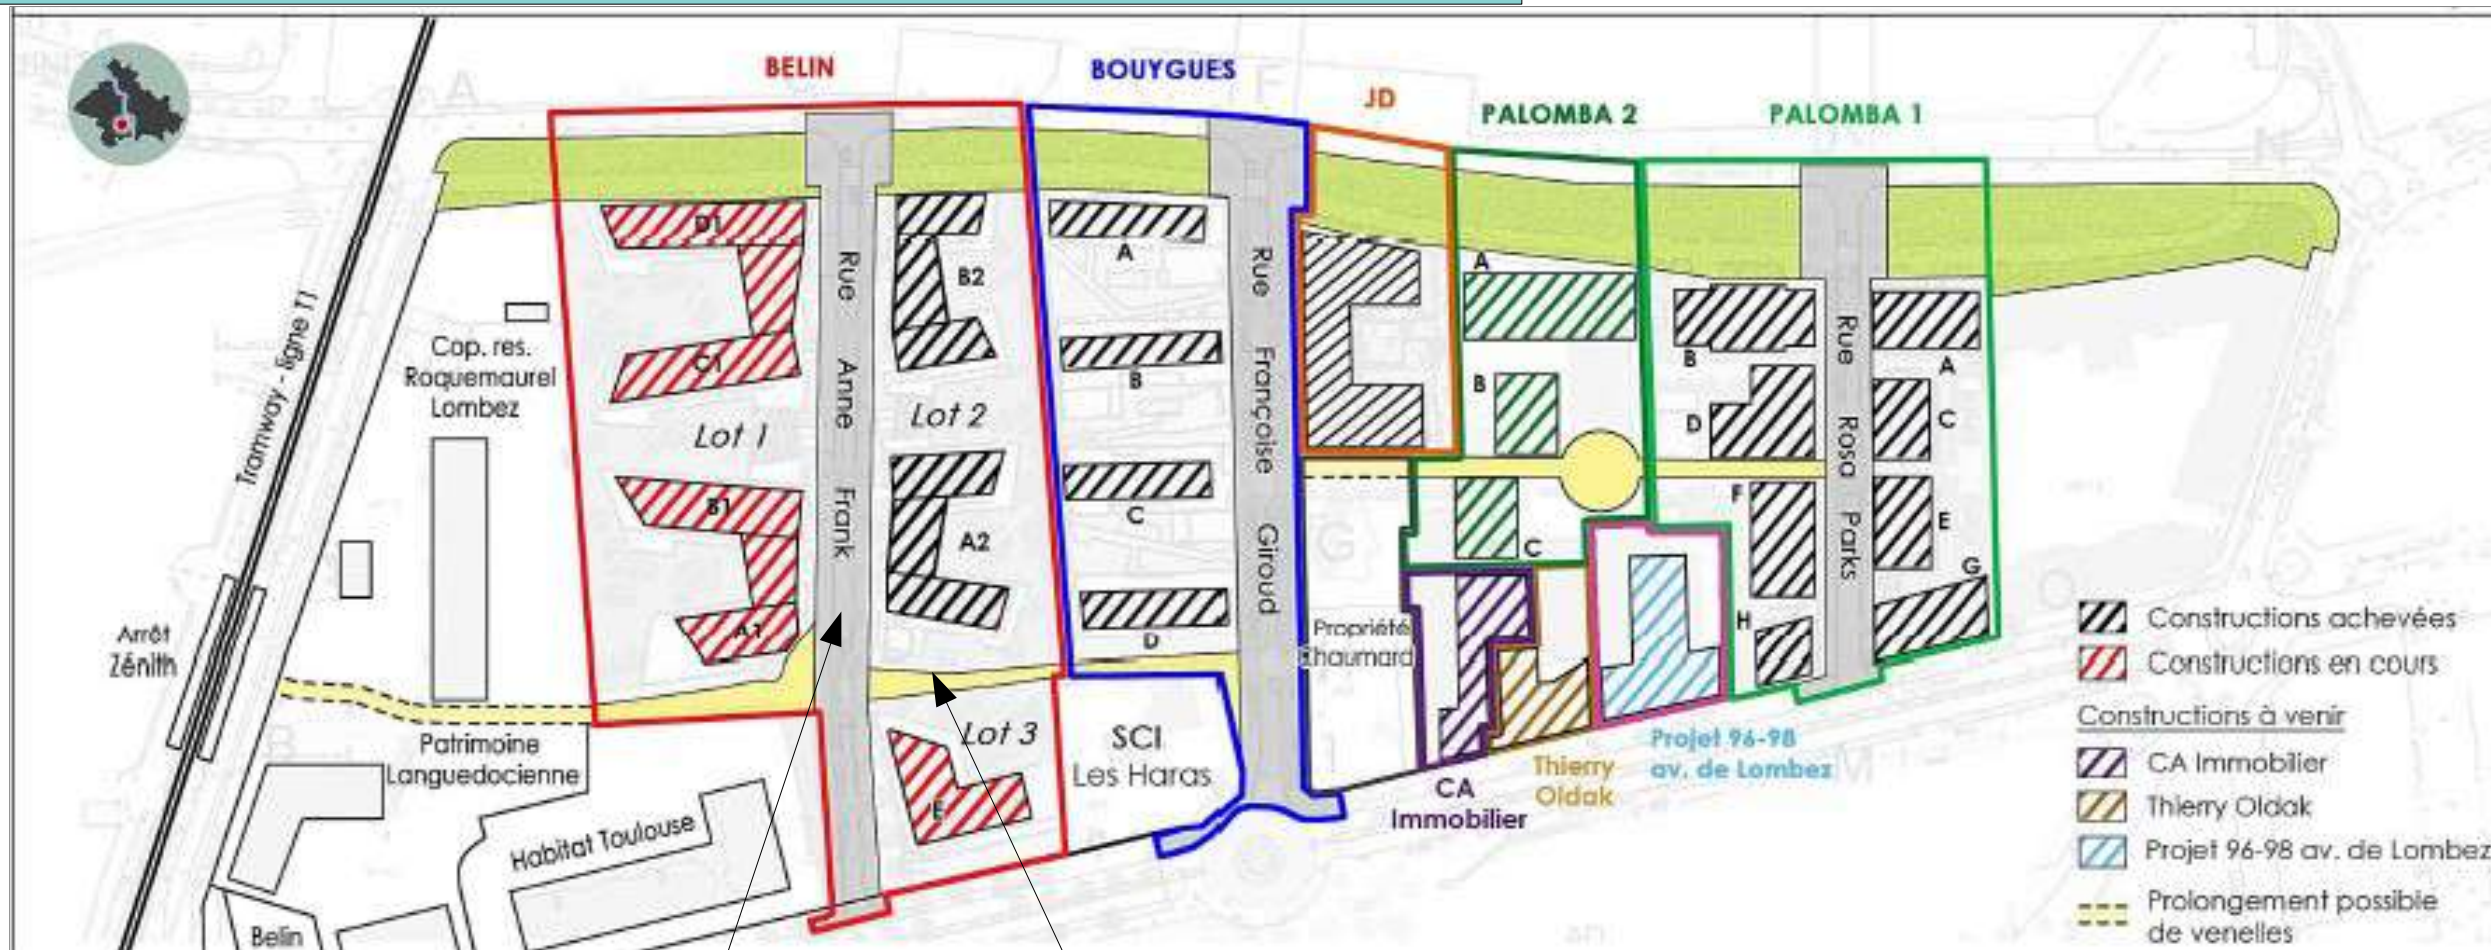 BELIN
BOUYGUES
JD
PALOMBA 2
PALOMBA 1
A
F
N
D1
B2
C1
Lot 1
Lot 2
B1
A2
A1
Lot 3
E
Rue Anne Frank
A
B
C
D
Rue Françoise Giroud
A
B
C
B
D
F
H
A
C
E
G
Rue Rosa Parks
Tramway - ligne T1
Cop. res.
Roquemaurel
Lombez
Arrêt
Zénith
Patrimoine
Languedocienne
Habitat Toulouse
Belin
SCI
Les Haras
Propriété
Chaumard
G
B
O
M
CA
Immobilier
Thierry
Oldak
Projet 96-98
av. de Lombez
Constructions achevées
Constructions en cours
Constructions à venir
CA Immobilier
Thierry Oldak
Projet 96-98 av. de Lombez
Prolongement possible
de venelles